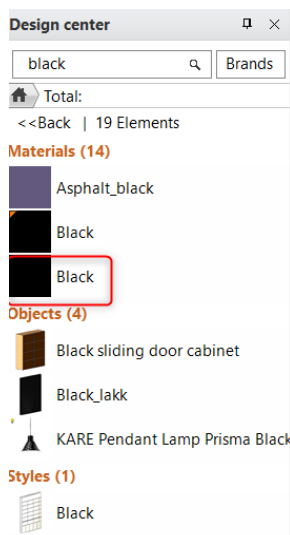 Design center
black
Brands
Total:
<<Back | 19 Elements
Materials (14)
Asphalt_black
Black
Black
Objects (4)
Black sliding door cabinet
Black_lakk
KARE Pendant Lamp Prisma Black
Styles (1)
Black